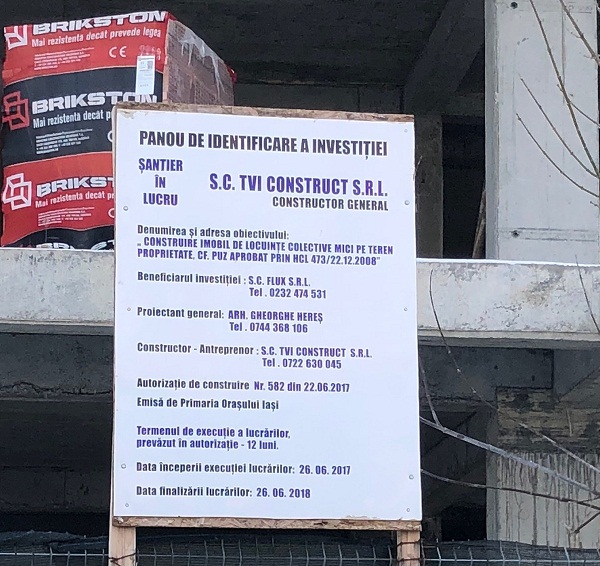 BRIKSTON
Mai rezistenta decât prevede legea
CE
BRIKSTON
Mai rezistenta decât pr
BRIKST
Mai rezistenta decat p
PANOU DE IDENTIFICARE A INVESTIȚIEI
ȘANTIER
ÎN
LUCRU
S.C. TVI CONSTRUCT S.R.L.
CONSTRUCTOR GENERAL
Denumirea și adresa obiectivului:
„ CONSTRUIRE IMOBIL DE LOCUINȚE COLECTIVE MICI PE TEREN
PROPRIETATE, CF. PUZ APROBAT PRIN HCL 473/22.12.2008"
Beneficiarul investiției : S.C. FLUX S.R.L.
Tel . 0232 474 531
Proiectant general: ARH. GHEORGHE HEREȘ
Tel . 0744 368 106
Constructor - Antreprenor : S.C. TVI CONSTRUCT S.R.L.
Tel . 0722 630 045
Autorizație de construire Nr. 582 din 22.06.2017
Emisă de Primaria Orașului Iași
Termenul de execuție a lucrărilor,
prevăzut în autorizație - 12 luni.
Data începerii execuției lucrărilor: 26. 06. 2017
Data finalizării lucrărilor: 26. 06. 2018